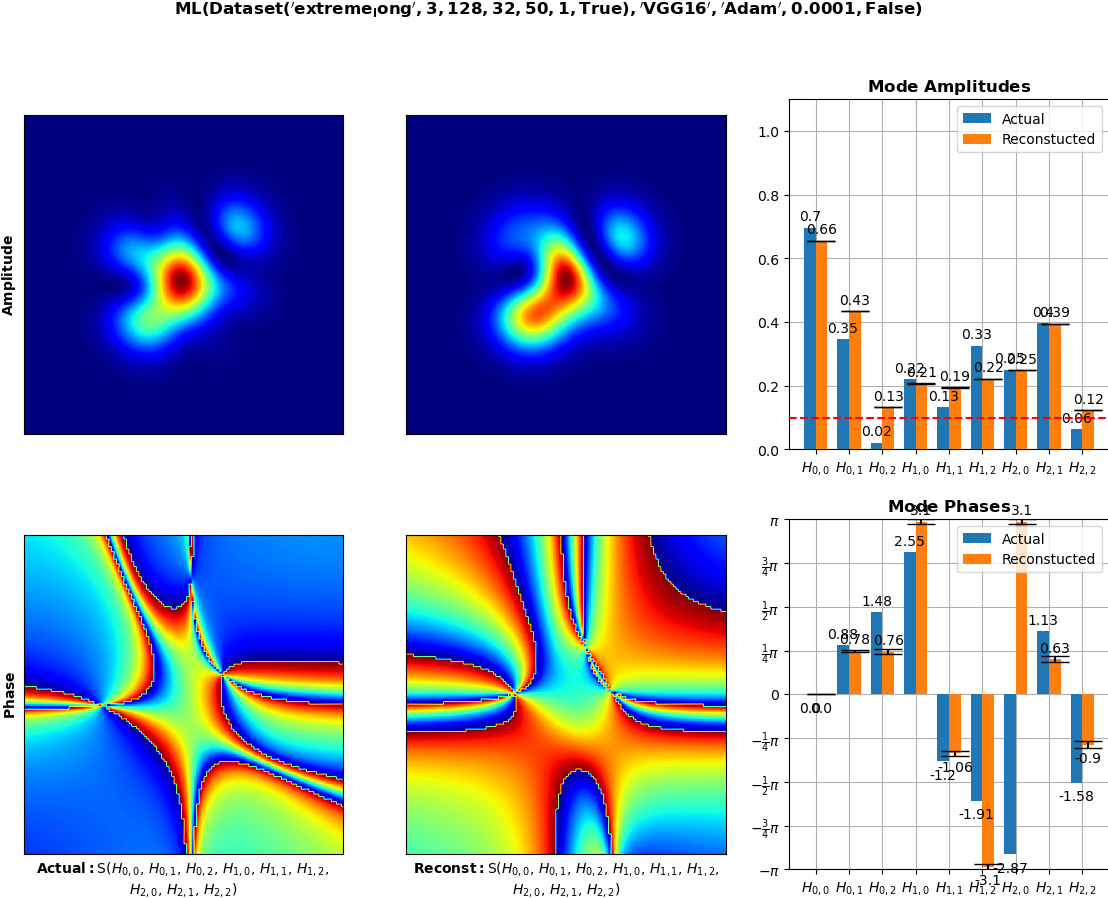 ML(Dataset('extreme_long', 3, 128, 32, 50, 1, True), 'VGG16', 'Adam', 0.0001, False)
Amplitude
Mode Amplitudes
Actual
Reconstucted
1.0
0.8
0.6
0.4
0.2
0.0
0.7
0.66
0.35
0.43
0.02
0.13
0.22
0.21
0.13
0.19
0.33
0.22
0.25
0.25
0.4
0.39
0.06
0.12
H0,0 H0,1 H0,2 H1,0 H1,1 H1,2 H2,0 H2,1 H2,2
Phase
Mode Phases
Actual
Reconstucted
π
3/4π
1/2π
1/4π
0
−1/4π
−1/2π
−3/4π
−π
0.0
0.0
0.88
0.78
1.48
0.76
2.55
3.1
-1.2
-1.06
-1.91
-3.1
-2.87
3.1
1.13
0.63
-1.58
-0.9
H0,0 H0,1 H0,2 H1,0 H1,1 H1,2 H2,0 H2,1 H2,2
Actual: S(H0,0, H0,1, H0,2, H1,0, H1,1, H1,2,
H2,0, H2,1, H2,2)
Reconst: S(H0,0, H0,1, H0,2, H1,0, H1,1, H1,2,
H2,0, H2,1, H2,2)